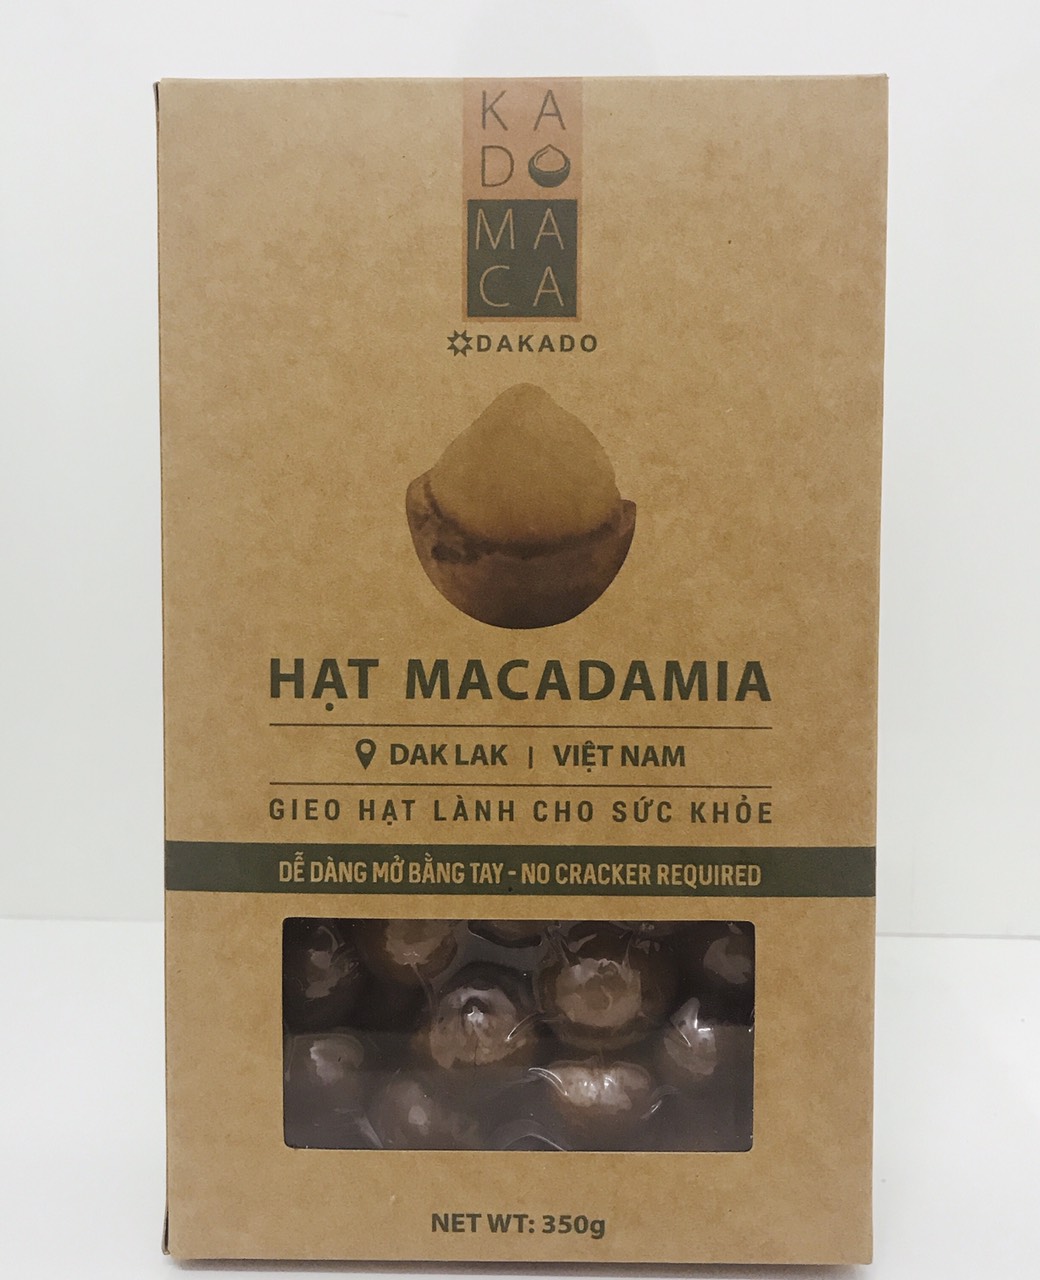 KA
DO
MA
CA
DAKADO
HẠT MACADAMIA
DAK LAK | VIỆT NAM
GIEO HẠT LÀNH CHO SỨC KHỎE
DỄ DÀNG MỞ BẰNG TAY - NO CRACKER REQUIRED
NET WT: 350g